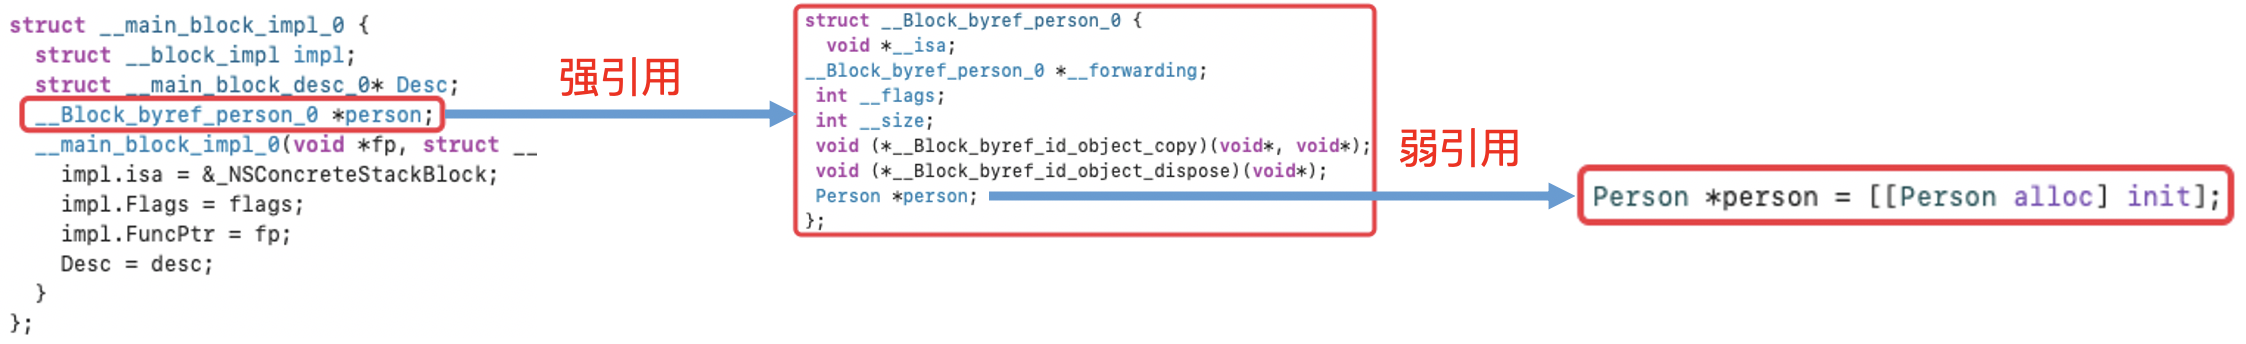 struct __main_block_impl_0 {
struct __block_impl impl;
struct __main_block_desc_0* Desc;
__Block_byref_person_0 *person;
__main_block_impl_0(void *fp, struct __
impl.isa = &_NSConcreteStackBlock;
impl.Flags = flags;
impl.FuncPtr = fp;
Desc = desc;
}
};
强引用
struct __Block_byref_person_0 {
void *__isa;
__Block_byref_person_0 *__forwarding;
int __flags;
int __size;
void (*__Block_byref_id_object_copy)(void*, void*);
void (*__Block_byref_id_object_dispose)(void*);
Person *person;
};
弱引用
Person *person = [[Person alloc] init];